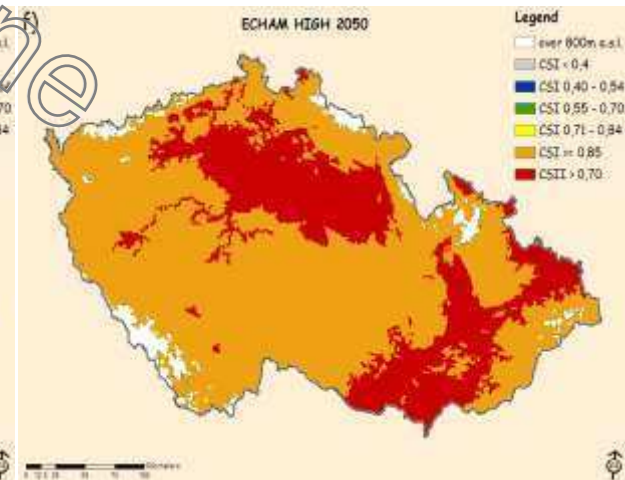 f)
ECHAM HIGH 2050
Legend
over 800m a.s.l.
CSI < 0,4
CSI 0,40 - 0,54
CSI 0,55 - 0,70
CSI 0,71 - 0,84
CSI >= 0,85
CSII > 0,70